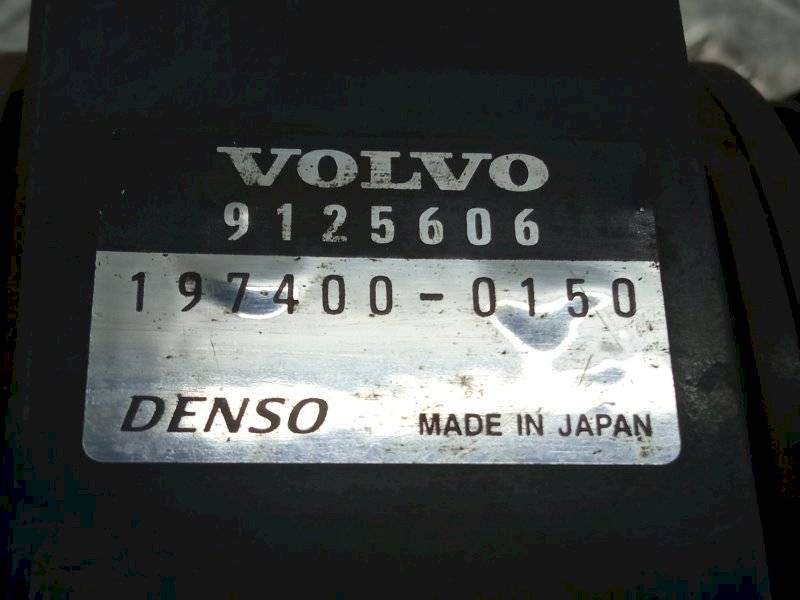 VOLVO
9125606
197400-0150
DENSO MADE IN JAPAN